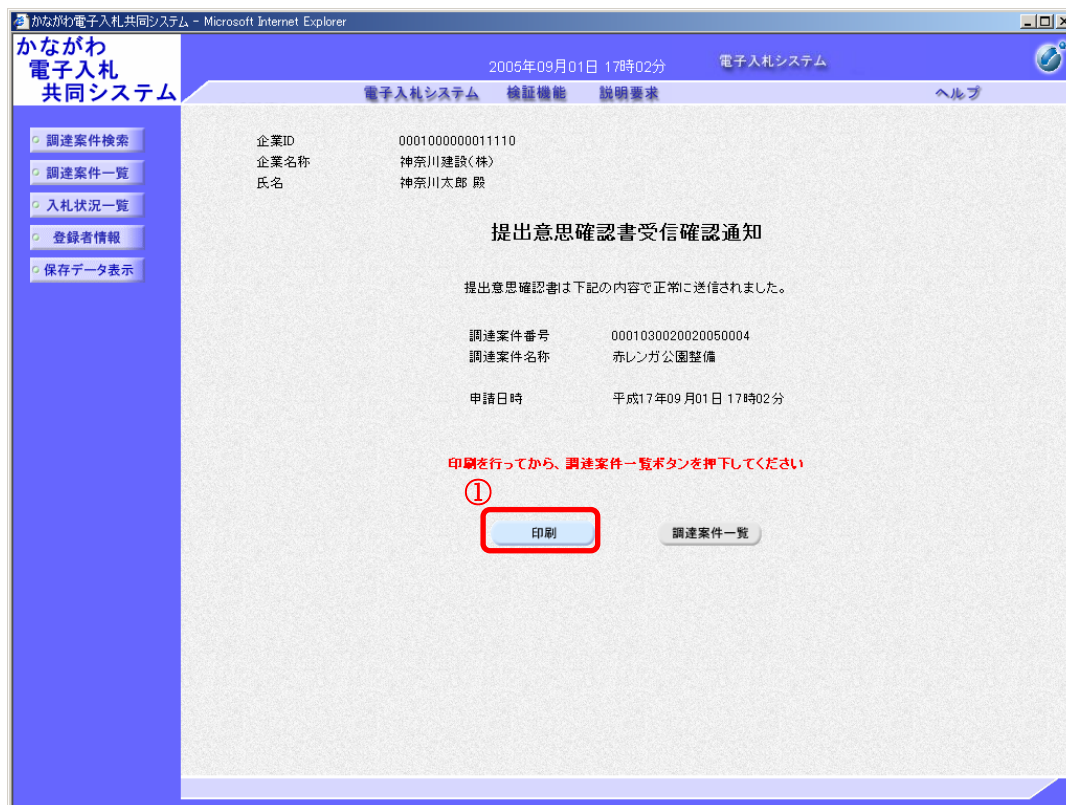 かながわ電子入札共同システム - Microsoft Internet Explorer
かながわ
電子入札
共同システム
2005年09月01日 17時02分
電子入札システム
電子入札システム 検証機能 説明要求 ヘルプ
調達案件検索
調達案件一覧
入札状況一覧
登録者情報
保存データ表示
企業ID 0001000000011110
企業名称 神奈川建設(株)
氏名 神奈川太郎 殿
提出意思確認書受信確認通知
提出意思確認書は下記の内容で正常に送信されました。
調達案件番号 0001030020020050004
調達案件名称 赤レンガ公園整備
申請日時 平成17年09月01日 17時02分
印刷を行ってから、調達案件一覧ボタンを押下してください
①
印刷 調達案件一覧